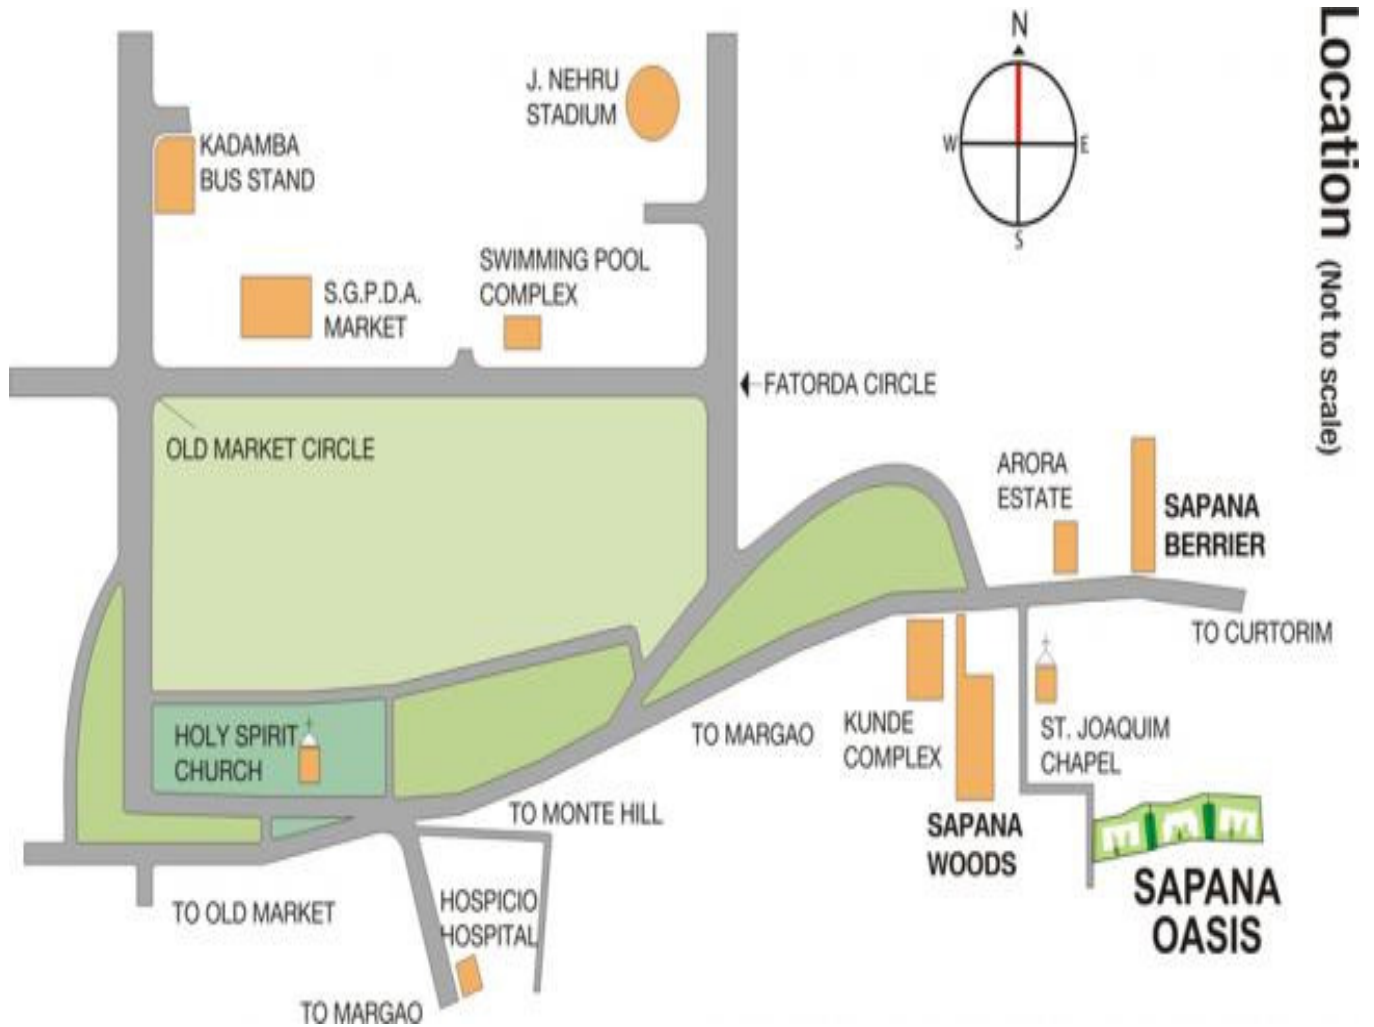 Location (Not to scale)
N
W
E
S
J. NEHRU
STADIUM
KADAMBA
BUS STAND
SWIMMING POOL
COMPLEX
S.G.P.D.A.
MARKET
FATORDA CIRCLE
OLD MARKET CIRCLE
ARORA
ESTATE
SAPANA
BERRIER
TO CURTORIM
HOLY SPIRIT
CHURCH
TO MARGAO
KUNDE
COMPLEX
ST. JOAQUIM
CHAPEL
TO MONTE HILL
SAPANA
WOODS
SAPANA
OASIS
TO OLD MARKET
HOSPICIO
HOSPITAL
TO MARGAO